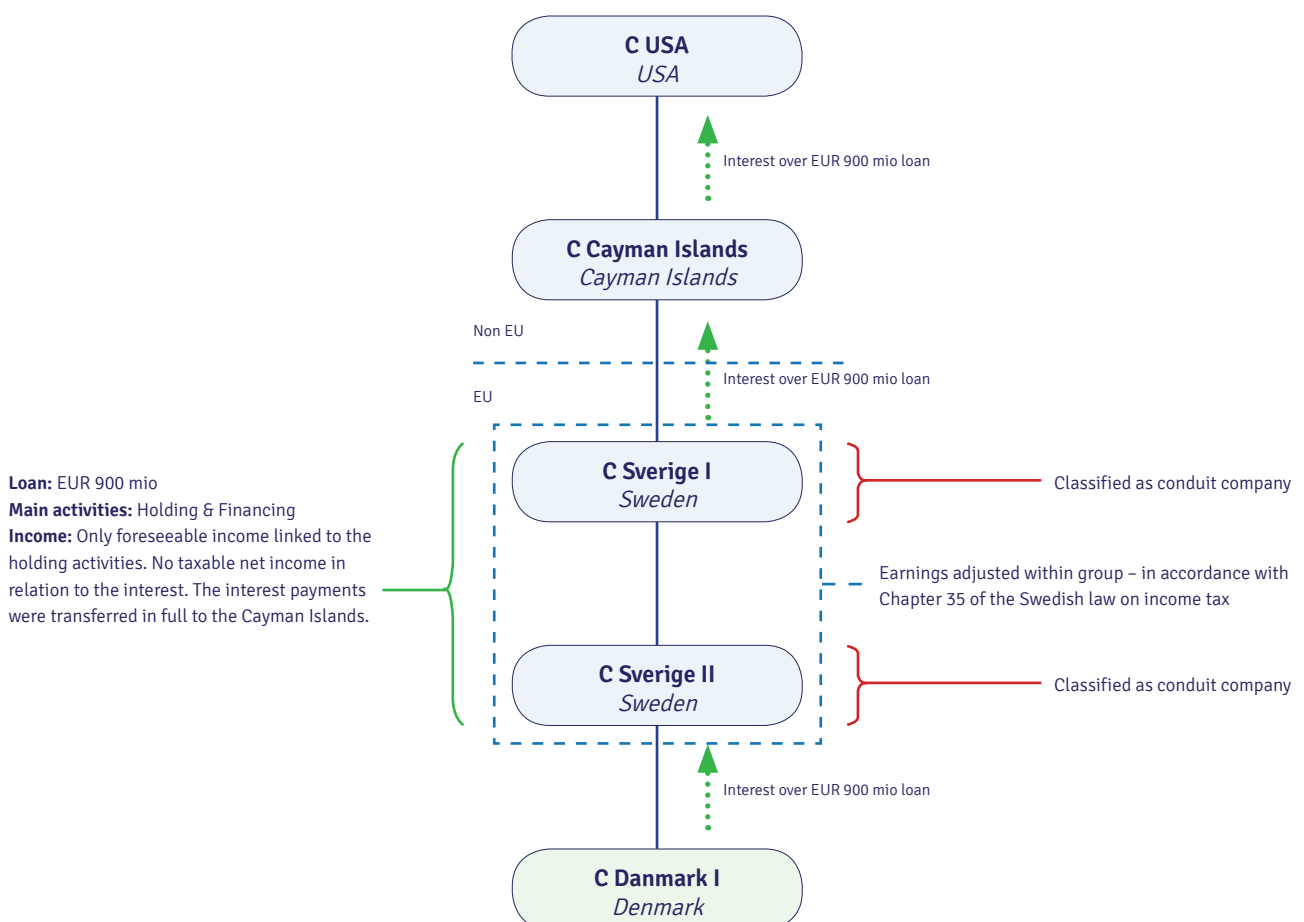 C USA
USA
Interest over EUR 900 mio loan
C Cayman Islands
Cayman Islands
Non EU
Interest over EUR 900 mio loan
EU
C Sverige I
Sweden
Classified as conduit company
Loan: EUR 900 mio
Main activities: Holding & Financing
Income: Only foreseeable income linked to the
holding activities. No taxable net income in
relation to the interest. The interest payments
were transferred in full to the Cayman Islands.
Earnings adjusted within group – in accordance with
Chapter 35 of the Swedish law on income tax
C Sverige II
Sweden
Classified as conduit company
Interest over EUR 900 mio loan
C Danmark I
Denmark